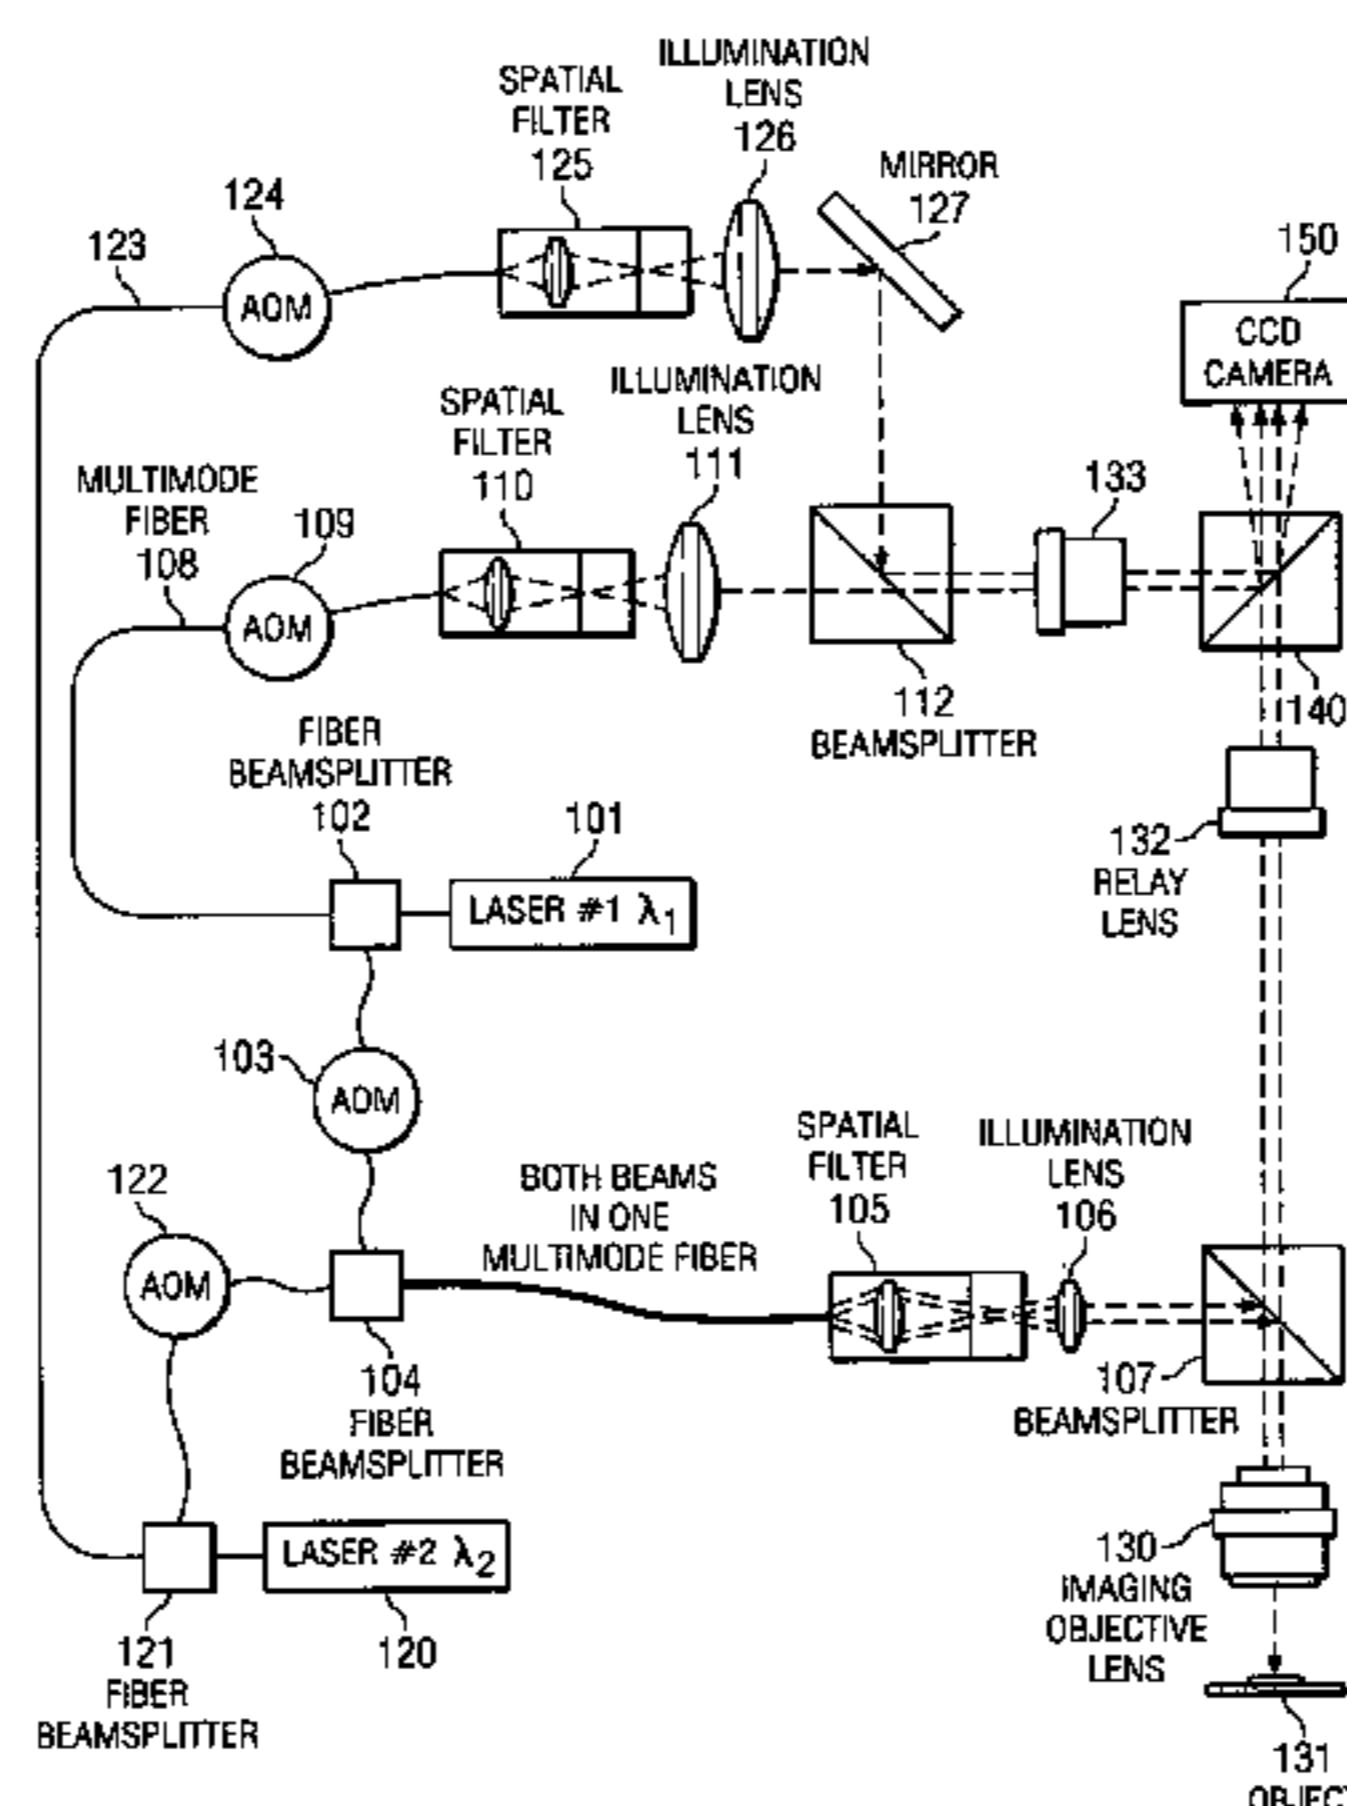 ILLUMINATION
LENS
126
SPATIAL
FILTER
125
MIRROR
127
124
123
AOM
150
CCD
CAMERA
ILLUMINATION
LENS
111
SPATIAL
FILTER
110
MULTIMODE
FIBER
108
109
AOM
133
112
BEAMSPLITTER
140
FIBER
BEAMSPLITTER
102
101
LASER #1 λ1
132
RELAY
LENS
103
AOM
122
AOM
BOTH BEAMS
IN ONE
MULTIMODE FIBER
SPATIAL
FILTER
105
ILLUMINATION
LENS
106
104
FIBER
BEAMSPLITTER
107
BEAMSPLITTER
LASER #2 λ2
121
FIBER
BEAMSPLITTER
120
130
IMAGING
OBJECTIVE
LENS
131